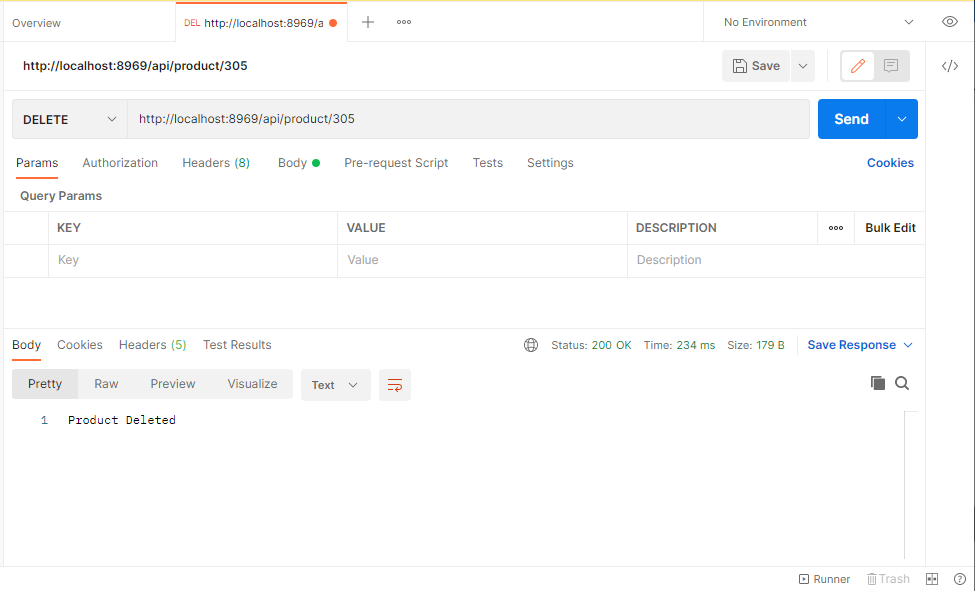 Overview
DEL http://localhost:8969/a
No Environment
http://localhost:8969/api/product/305
Save
DELETE
http://localhost:8969/api/product/305
Send
Params Authorization Headers (8) Body Pre-request Script Tests Settings Cookies
Query Params
KEY VALUE DESCRIPTION Bulk Edit
Key Value Description
Body Cookies Headers (5) Test Results Status: 200 OK Time: 234 ms Size: 179 B Save Response
Pretty Raw Preview Visualize Text
1 Product Deleted
Runner Trash